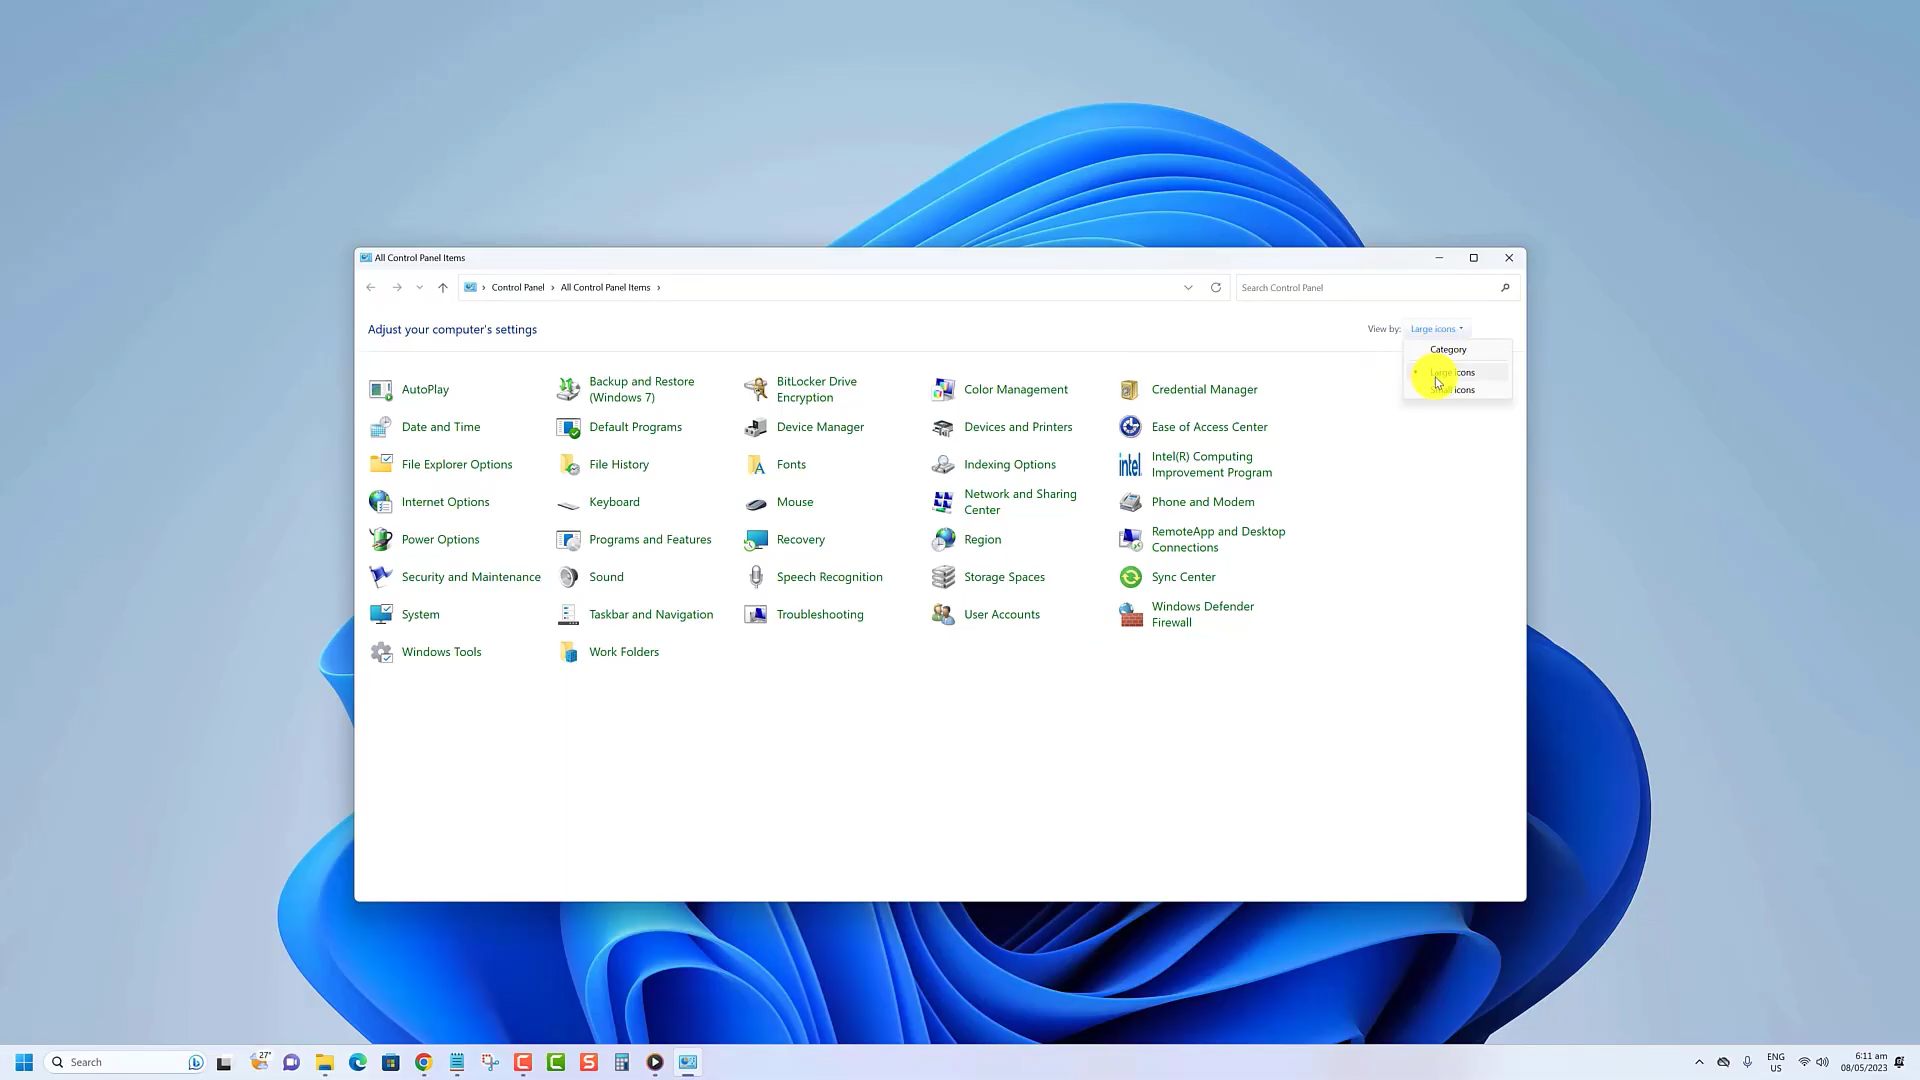 All Control Panel Items
Control Panel
All Control Panel Items
Search Control Panel
Adjust your computer's settings
View by:
Large icons
Category
Large icons
Small icons
AutoPlay
Backup and Restore
(Windows 7)
BitLocker Drive
Encryption
Color Management
Credential Manager
Date and Time
Default Programs
Device Manager
Devices and Printers
Ease of Access Center
File Explorer Options
File History
Fonts
Indexing Options
Intel(R) Computing
Improvement Program
Internet Options
Keyboard
Mouse
Network and Sharing
Center
Phone and Modem
Power Options
Programs and Features
Recovery
Region
RemoteApp and Desktop
Connections
Security and Maintenance
Sound
Speech Recognition
Storage Spaces
Sync Center
System
Taskbar and Navigation
Troubleshooting
User Accounts
Windows Defender
Firewall
Windows Tools
Work Folders
intel
Search
27°
ENG
US
6:11 am
08/05/2023